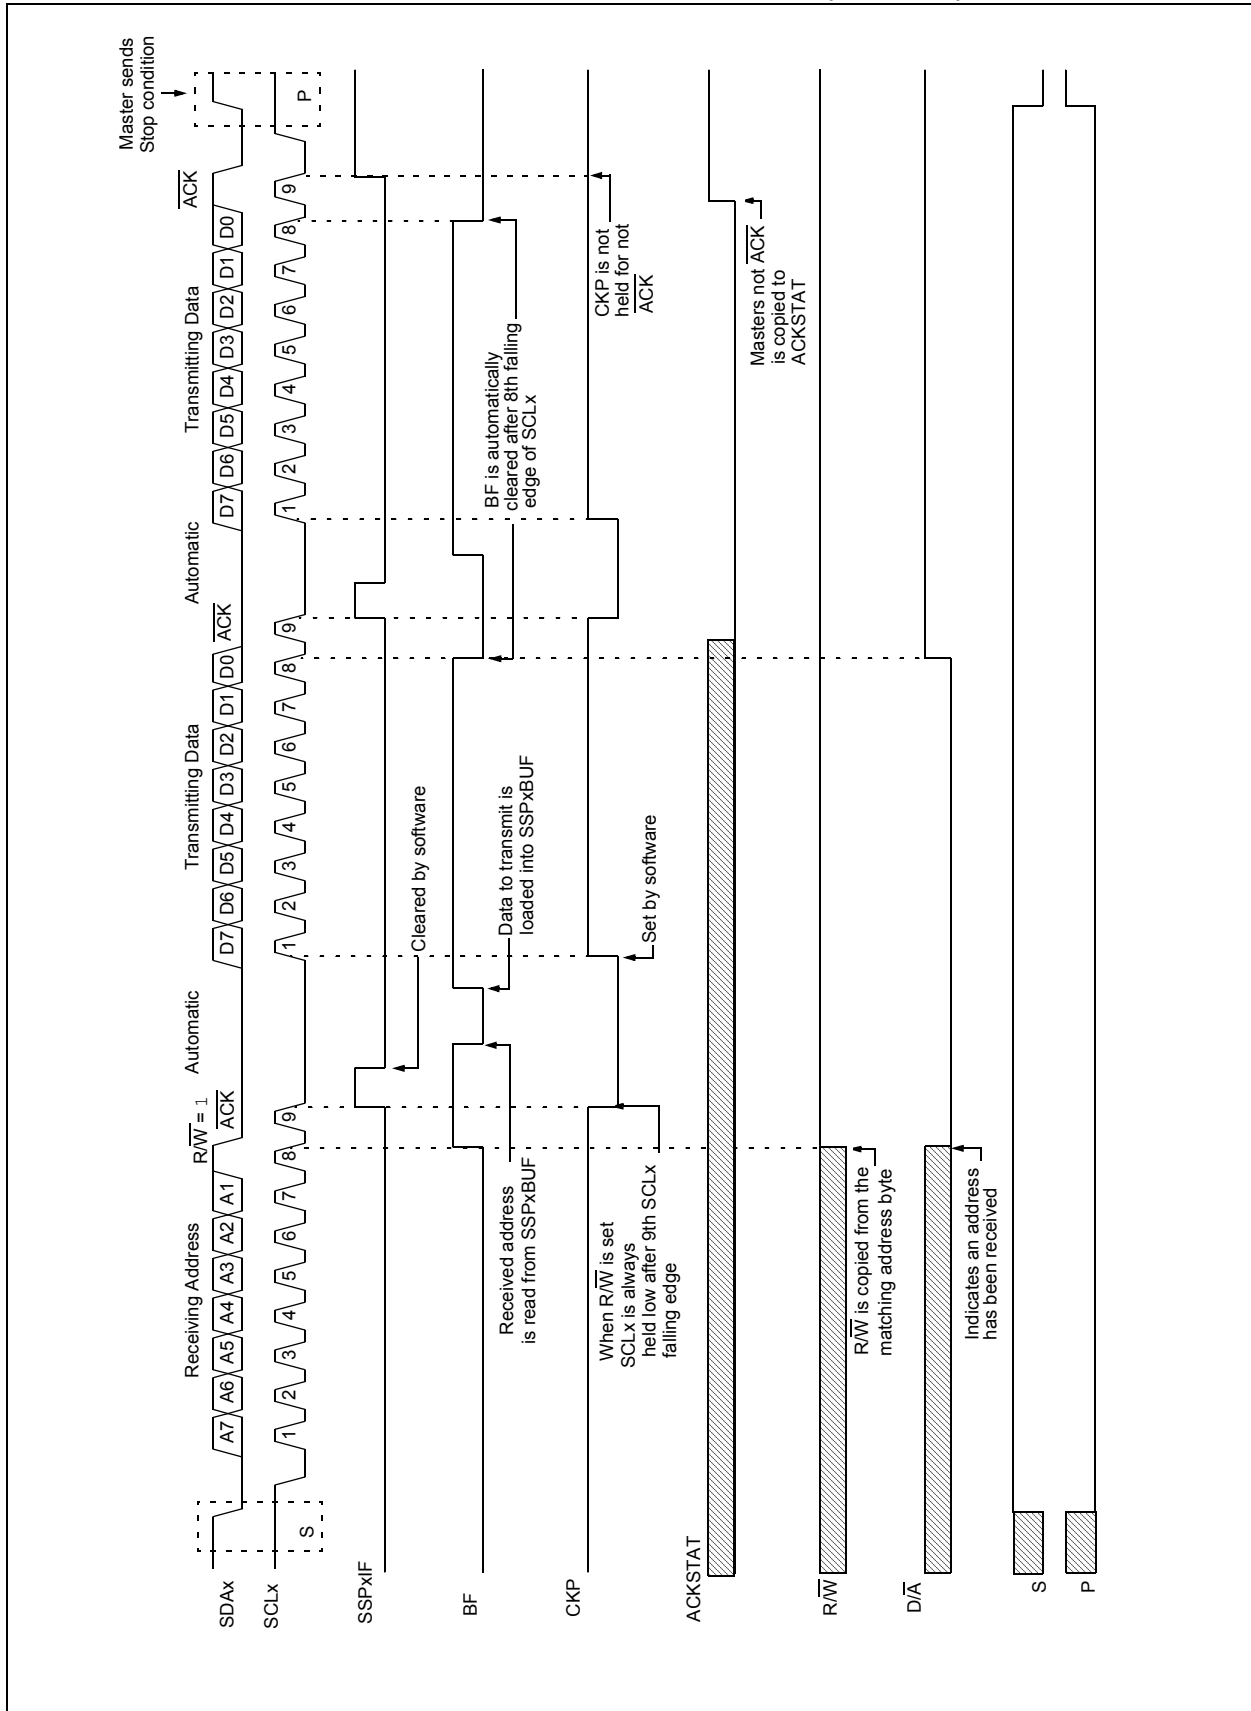 Master sends
Stop condition
Receiving Address
R/W = 1
ACK
Automatic
Transmitting Data
ACK
Automatic
Transmitting Data
ACK
SDAx
A7 A6 A5 A4 A3 A2 A1
D7 D6 D5 D4 D3 D2 D1 D0
D7 D6 D5 D4 D3 D2 D1 D0
SCLx
S
1 2 3 4 5 6 7 8 9
1 2 3 4 5 6 7 8 9
1 2 3 4 5 6 7 8 9
P
SSPxIF
Cleared by software
BF
Received address
is read from SSPxBUF
Data to transmit is
loaded into SSPxBUF
BF is automatically
cleared after 8th falling
edge of SCLx
CKP
When R/W is set
SCLx is always
held low after 9th SCLx
falling edge
Set by software
CKP is not
held for not
ACK
ACKSTAT
Masters not ACK
is copied to
ACKSTAT
R/W
R/W is copied from the
matching address byte
D/A
Indicates an address
has been received
S
P